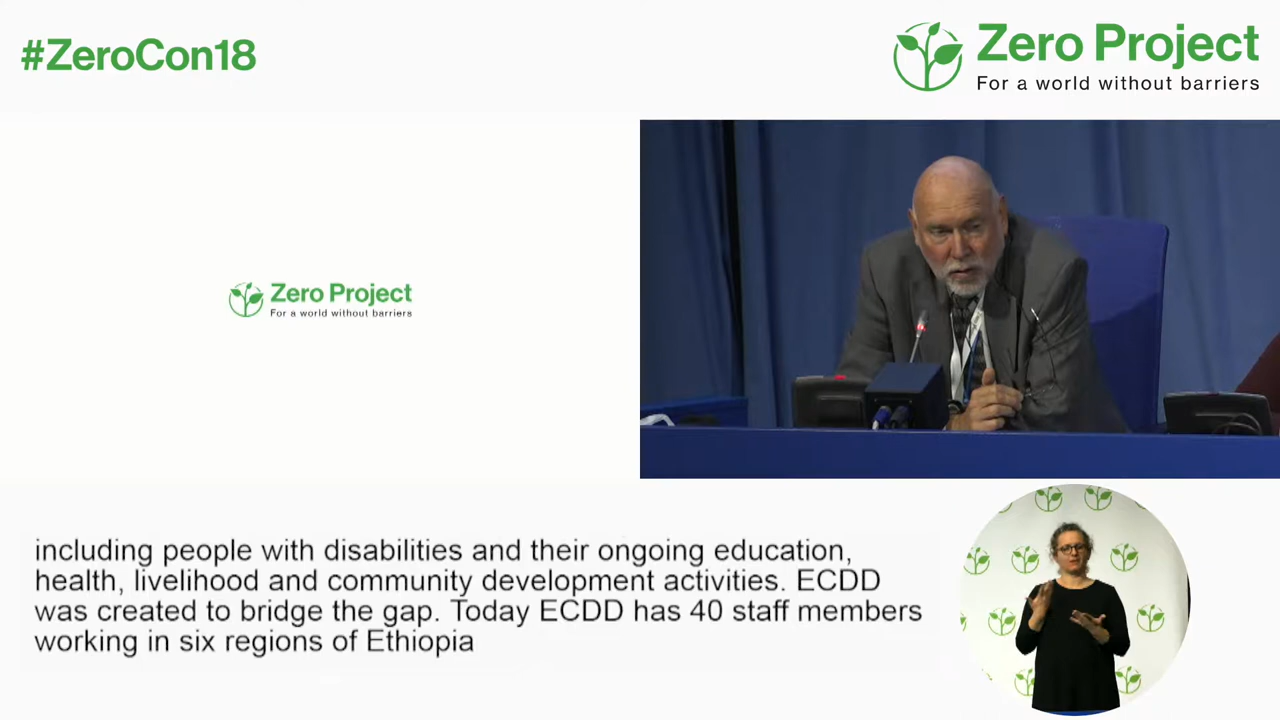 #ZeroCon18
Zero Project
For a world without barriers
Zero Project
For a world without barriers
including people with disabilities and their ongoing education,
health, livelihood and community development activities. ECDD
was created to bridge the gap. Today ECDD has 40 staff members
working in six regions of Ethiopia